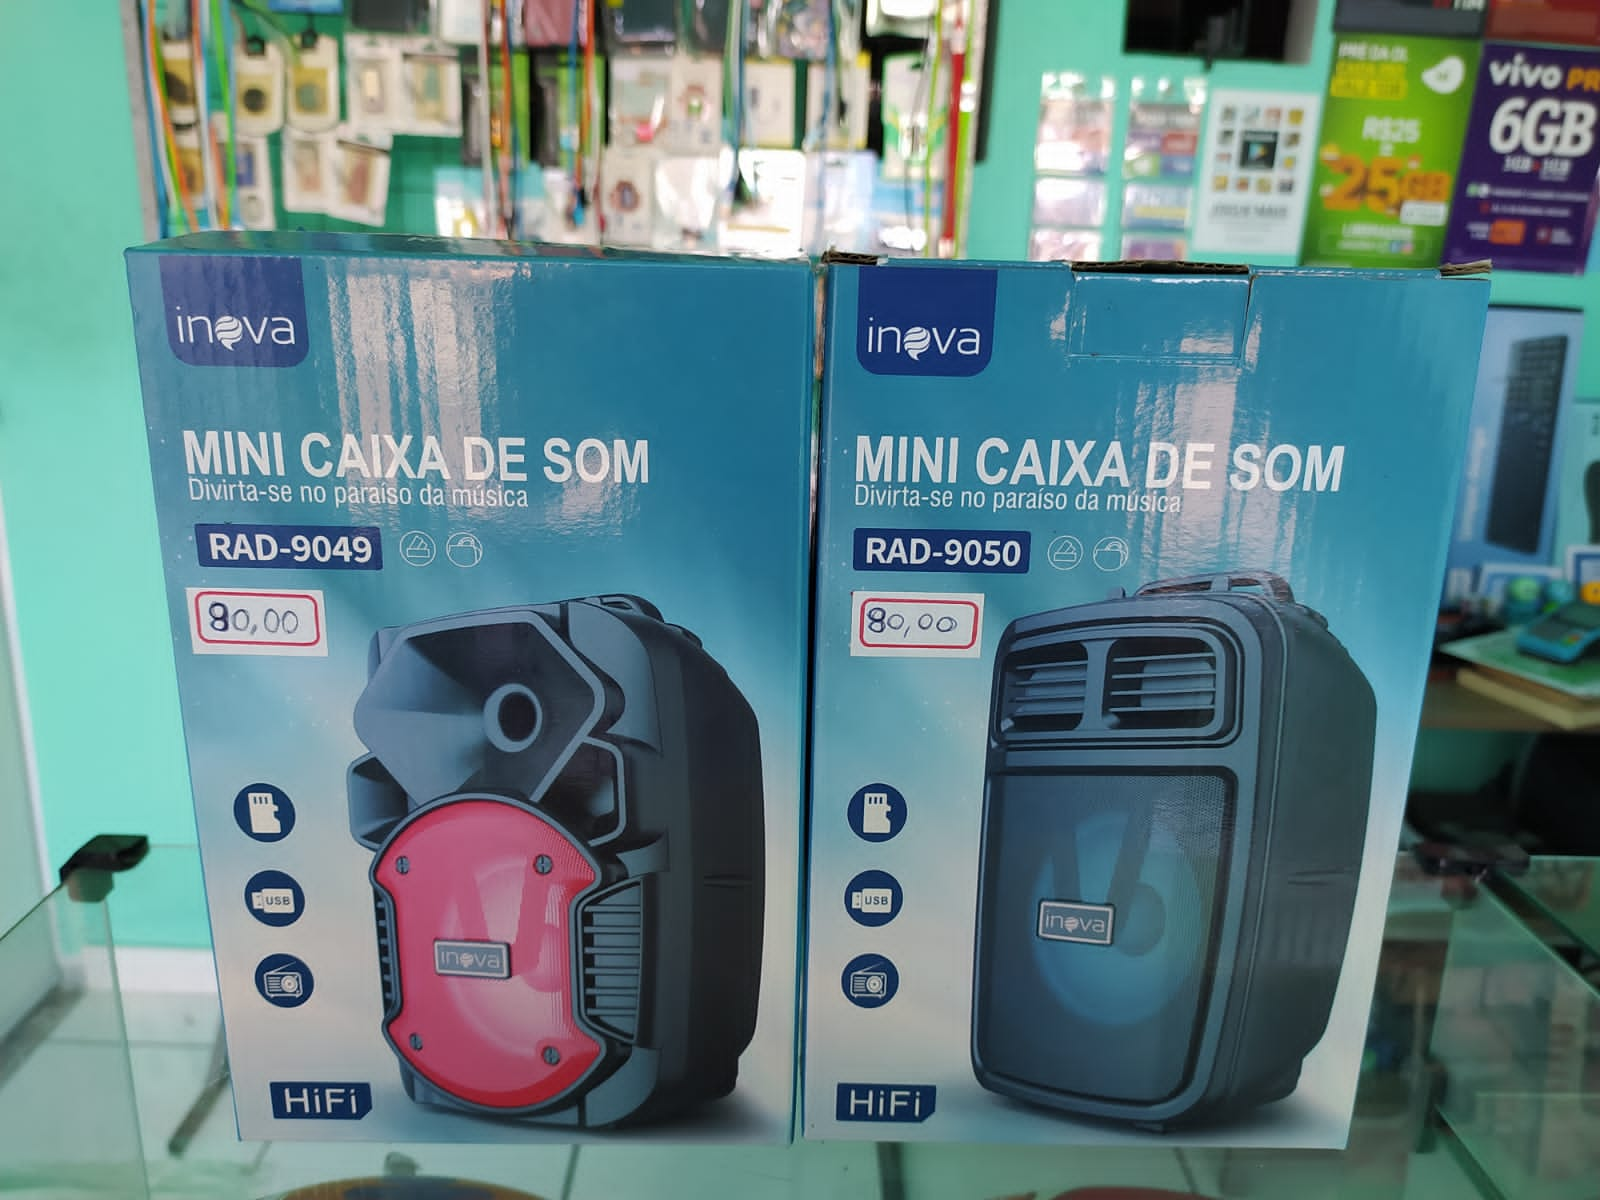 inova
MINI CAIXA DE SOM
Divirta-se no paraíso da música
RAD-9049
80,00
USB
inova
HiFi
inova
MINI CAIXA DE SOM
Divirta-se no paraíso da música
RAD-9050
80,00
USB
inova
HiFi
R$25
25GB
vivo PR
6GB